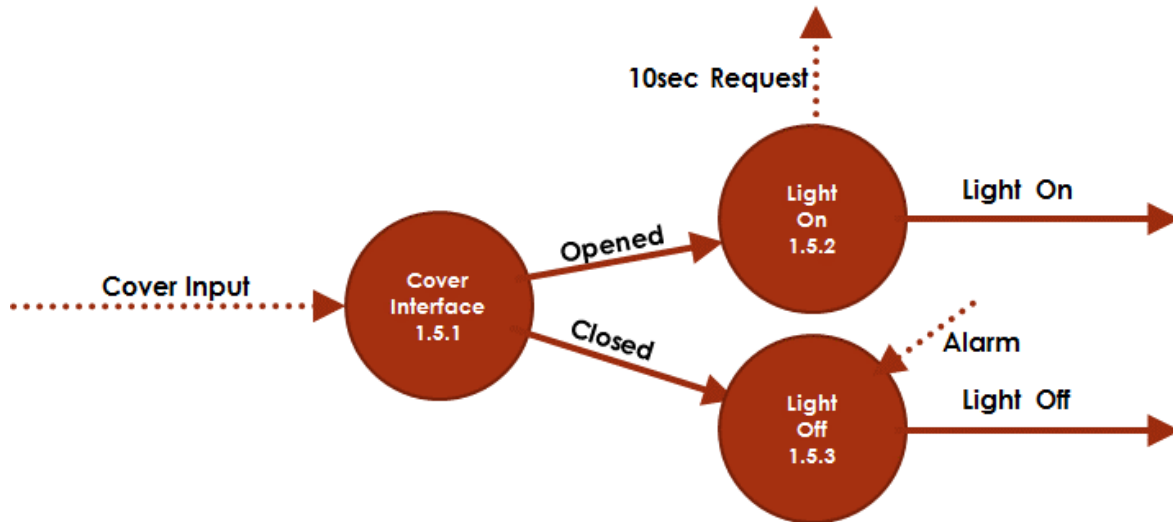 10sec Request
Light
On
1.5.2
Light On
Opened
Cover Input
Cover
Interface
1.5.1
Closed
Alarm
Light
Off
1.5.3
Light Off